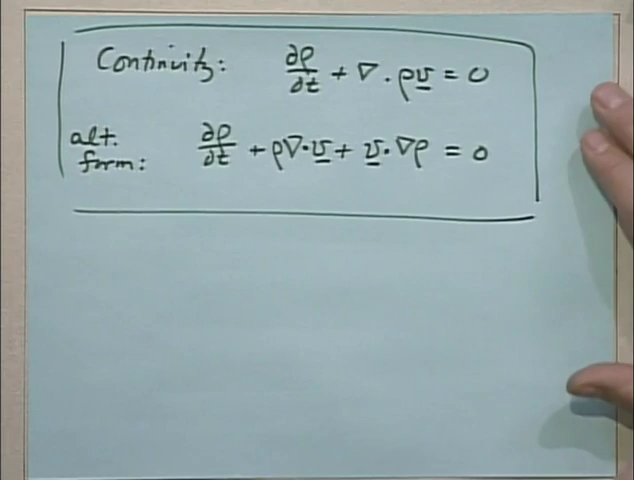 Continuity: ∂ρ/∂t + ∇ · ρv̲ = 0
alt. form: ∂ρ/∂t + ρ∇·v̲ + v̲·∇ρ = 0